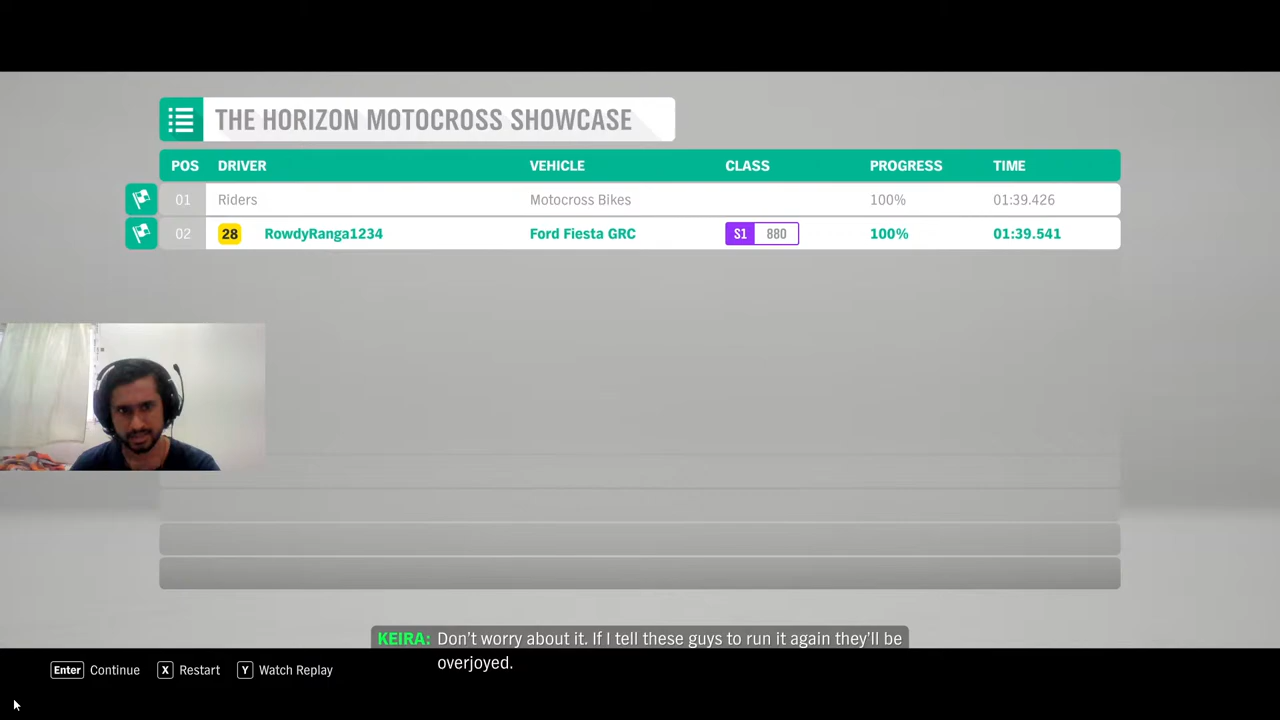 THE HORIZON MOTOCROSS SHOWCASE
POS DRIVER VEHICLE CLASS PROGRESS TIME
01 Riders Motocross Bikes 100% 01:39.426
02 28 RowdyRanga1234 Ford Fiesta GRC S1 880 100% 01:39.541
KEIRA: Don't worry about it. If I tell these guys to run it again they'll be
overjoyed.
Enter Continue X Restart Y Watch Replay